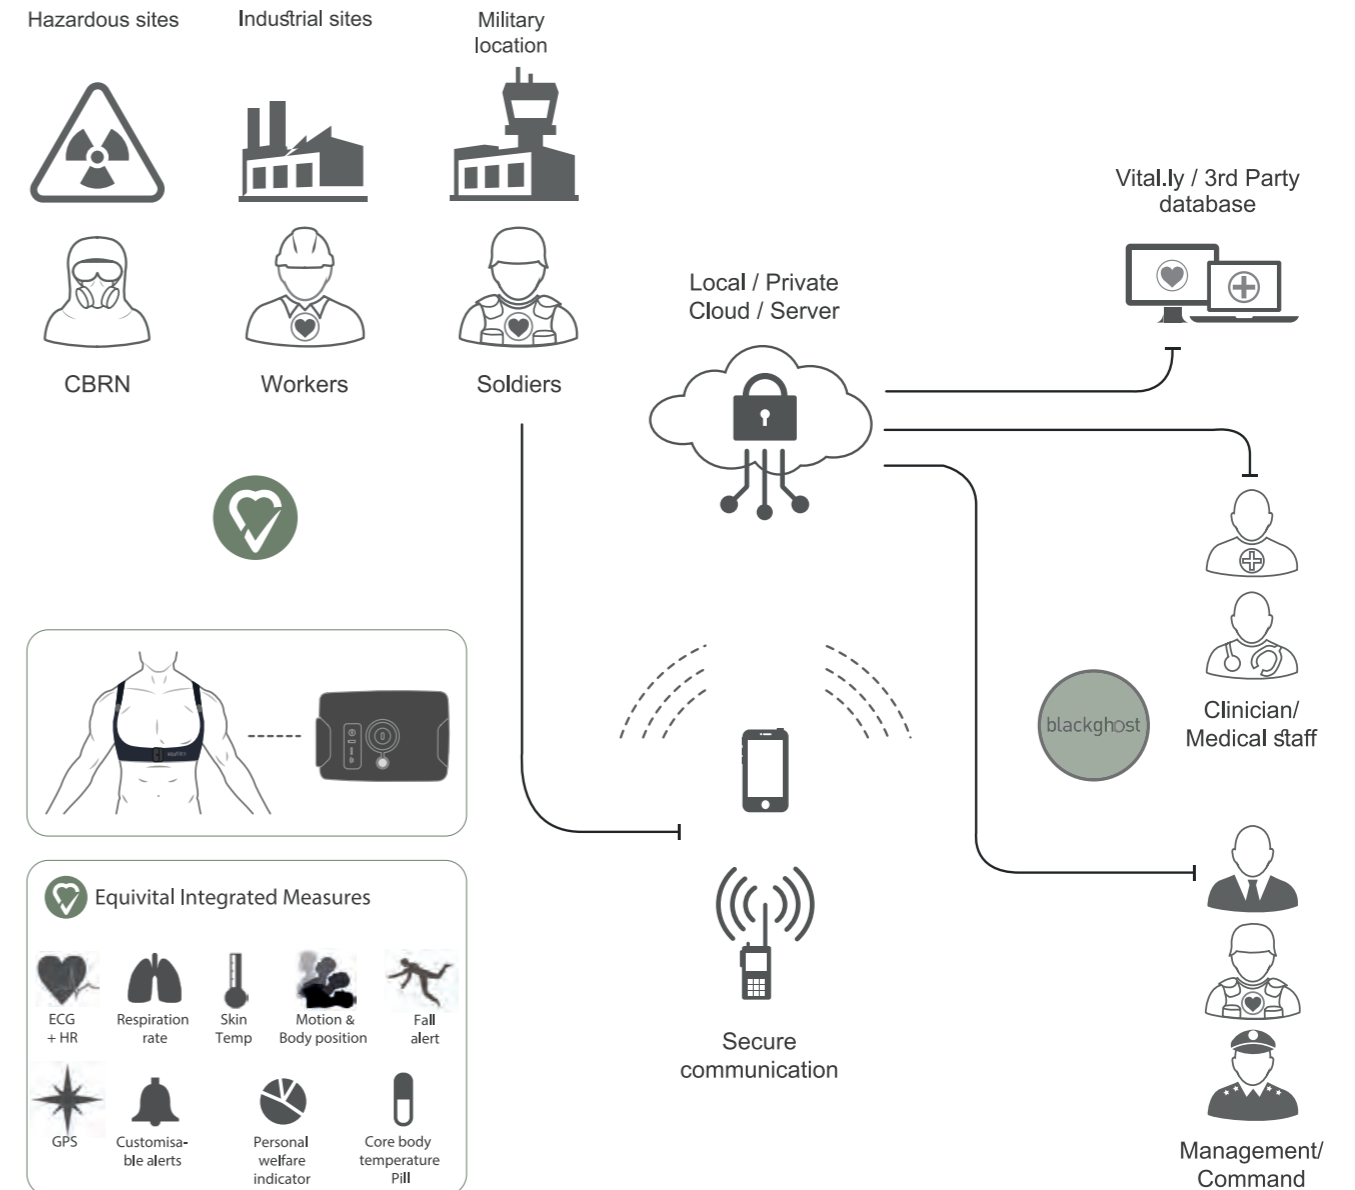 Hazardous sites
Industrial sites
Military
location
CBRN
Workers
Soldiers
Local / Private
Cloud / Server
Vital.ly / 3rd Party
database
Clinician/
Medical staff
blackghost
Secure
communication
Management/
Command
Equivital Integrated Measures
ECG
+ HR
Respiration
rate
Skin
Temp
Motion &
Body position
Fall
alert
GPS
Customisa-
ble alerts
Personal
welfare
indicator
Core body
temperature
Pill